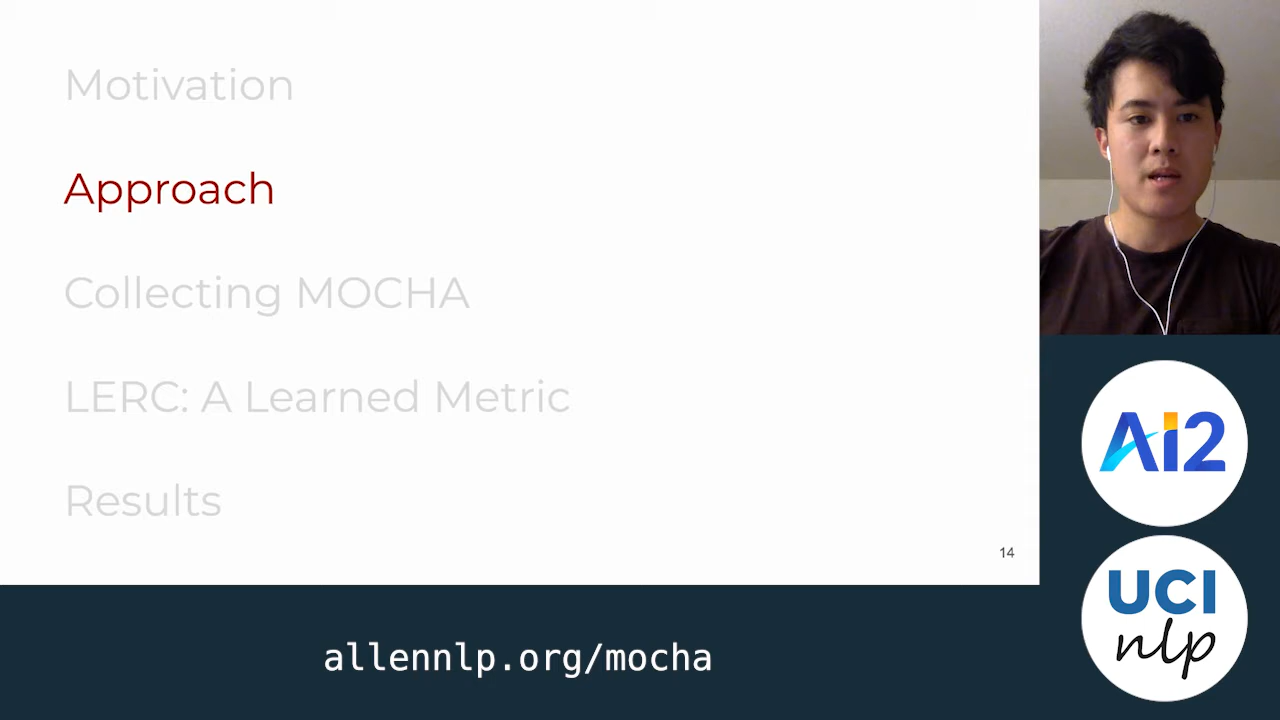 Motivation
Approach
Collecting MOCHA
LERC: A Learned Metric
Results
14
Ai2
UCI
nlp
allennlp.org/mocha